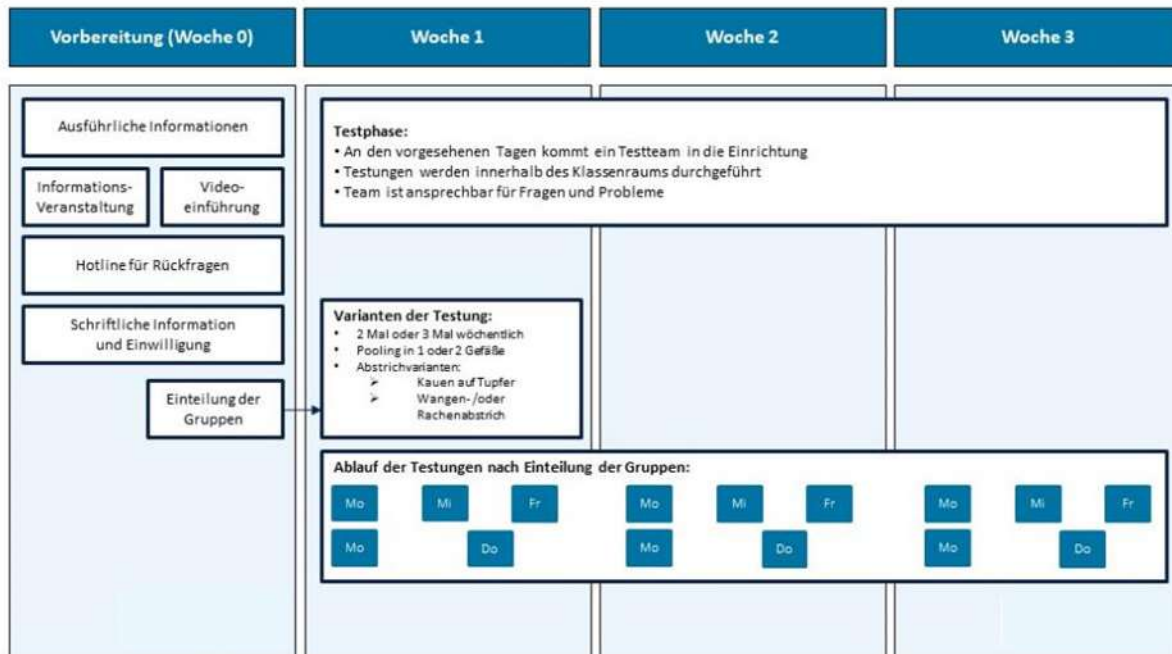 Vorbereitung (Woche 0)
Woche 1
Woche 2
Woche 3
Ausführliche Informationen
Informations-
Veranstaltung
Video-
einführung
Hotline für Rückfragen
Schriftliche Information
und Einwilligung
Einteilung der
Gruppen
Testphase:
• An den vorgesehenen Tagen kommt ein Testteam in die Einrichtung
• Testungen werden innerhalb des Klassenraums durchgeführt
• Team ist ansprechbar für Fragen und Probleme
Varianten der Testung:
• 2 Mal oder 3 Mal wöchentlich
• Pooling in 1 oder 2 Gefäße
• Abstrichvarianten:
➢ Kauen auf Tupfer
➢ Wangen-/oder
Rachenabstrich
Ablauf der Testungen nach Einteilung der Gruppen:
Mo Mi Fr Mo Mi Fr Mo Mi Fr
Mo Do Mo Do Mo Do